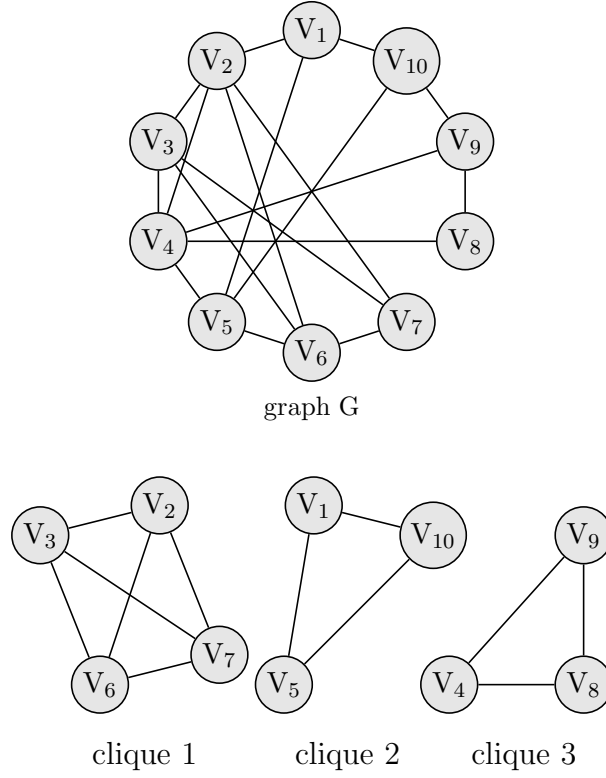 V₁
V₂ V₁₀
V₃ V₉
V₄ V₈
V₅ V₇
V₆
graph G
V₃ V₂ V₁ V₁₀ V₉
V₆ V₇ V₅ V₄ V₈
clique 1 clique 2 clique 3